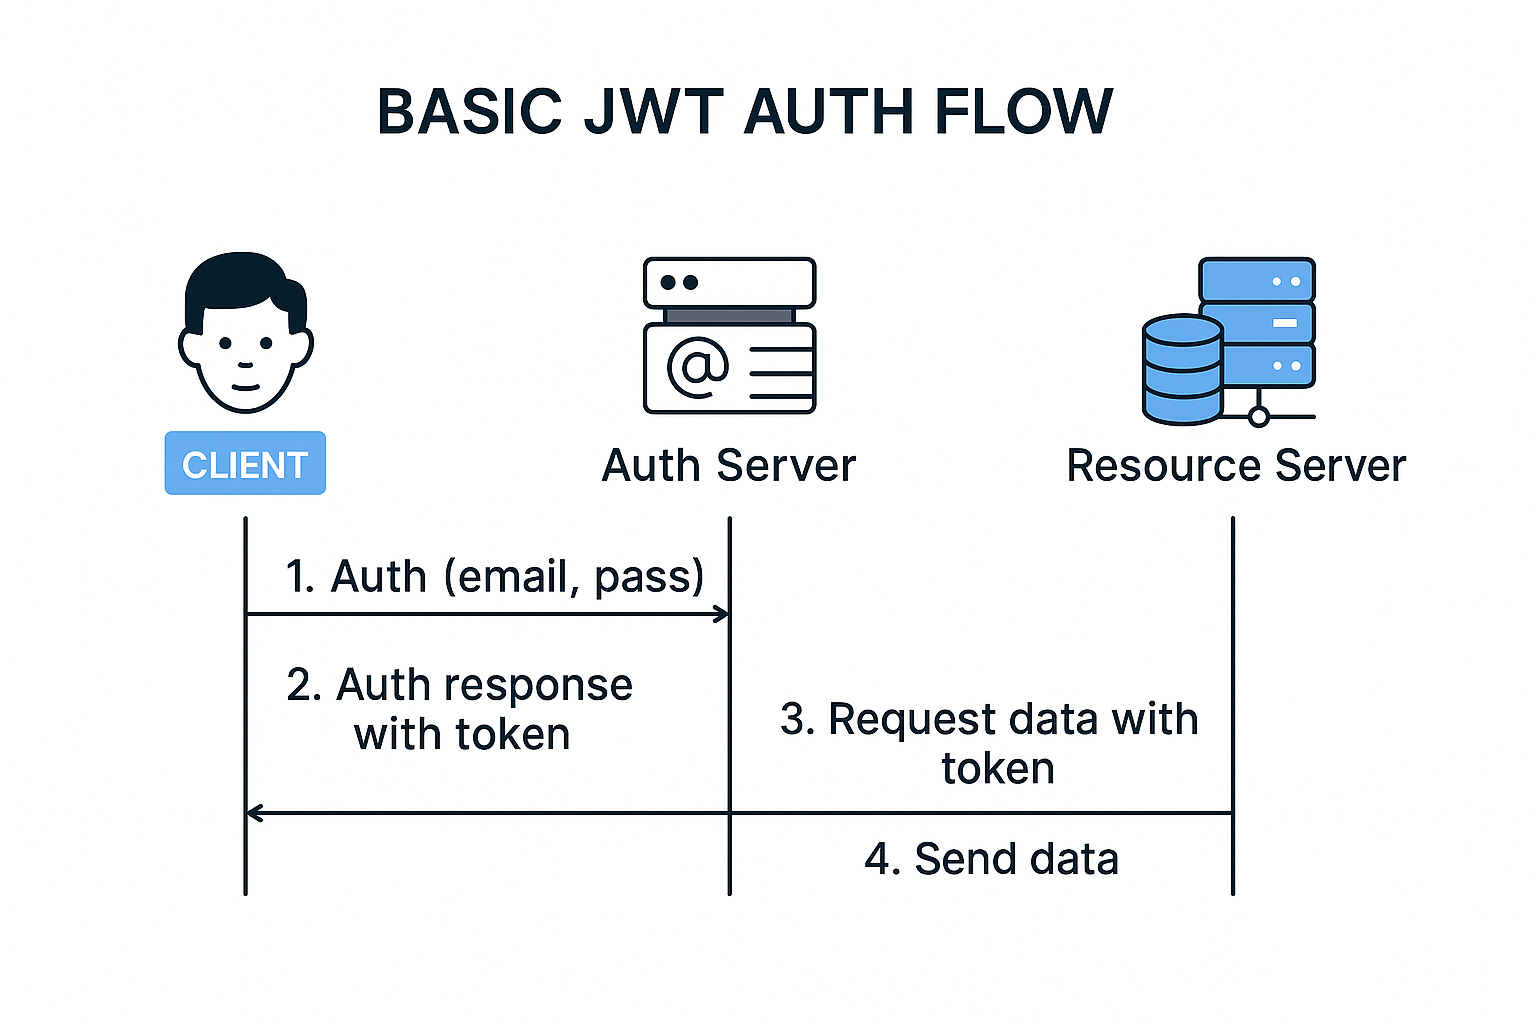 BASIC JWT AUTH FLOW
CLIENT
Auth Server
Resource Server
1. Auth (email, pass)
2. Auth response
with token
3. Request data with
token
4. Send data